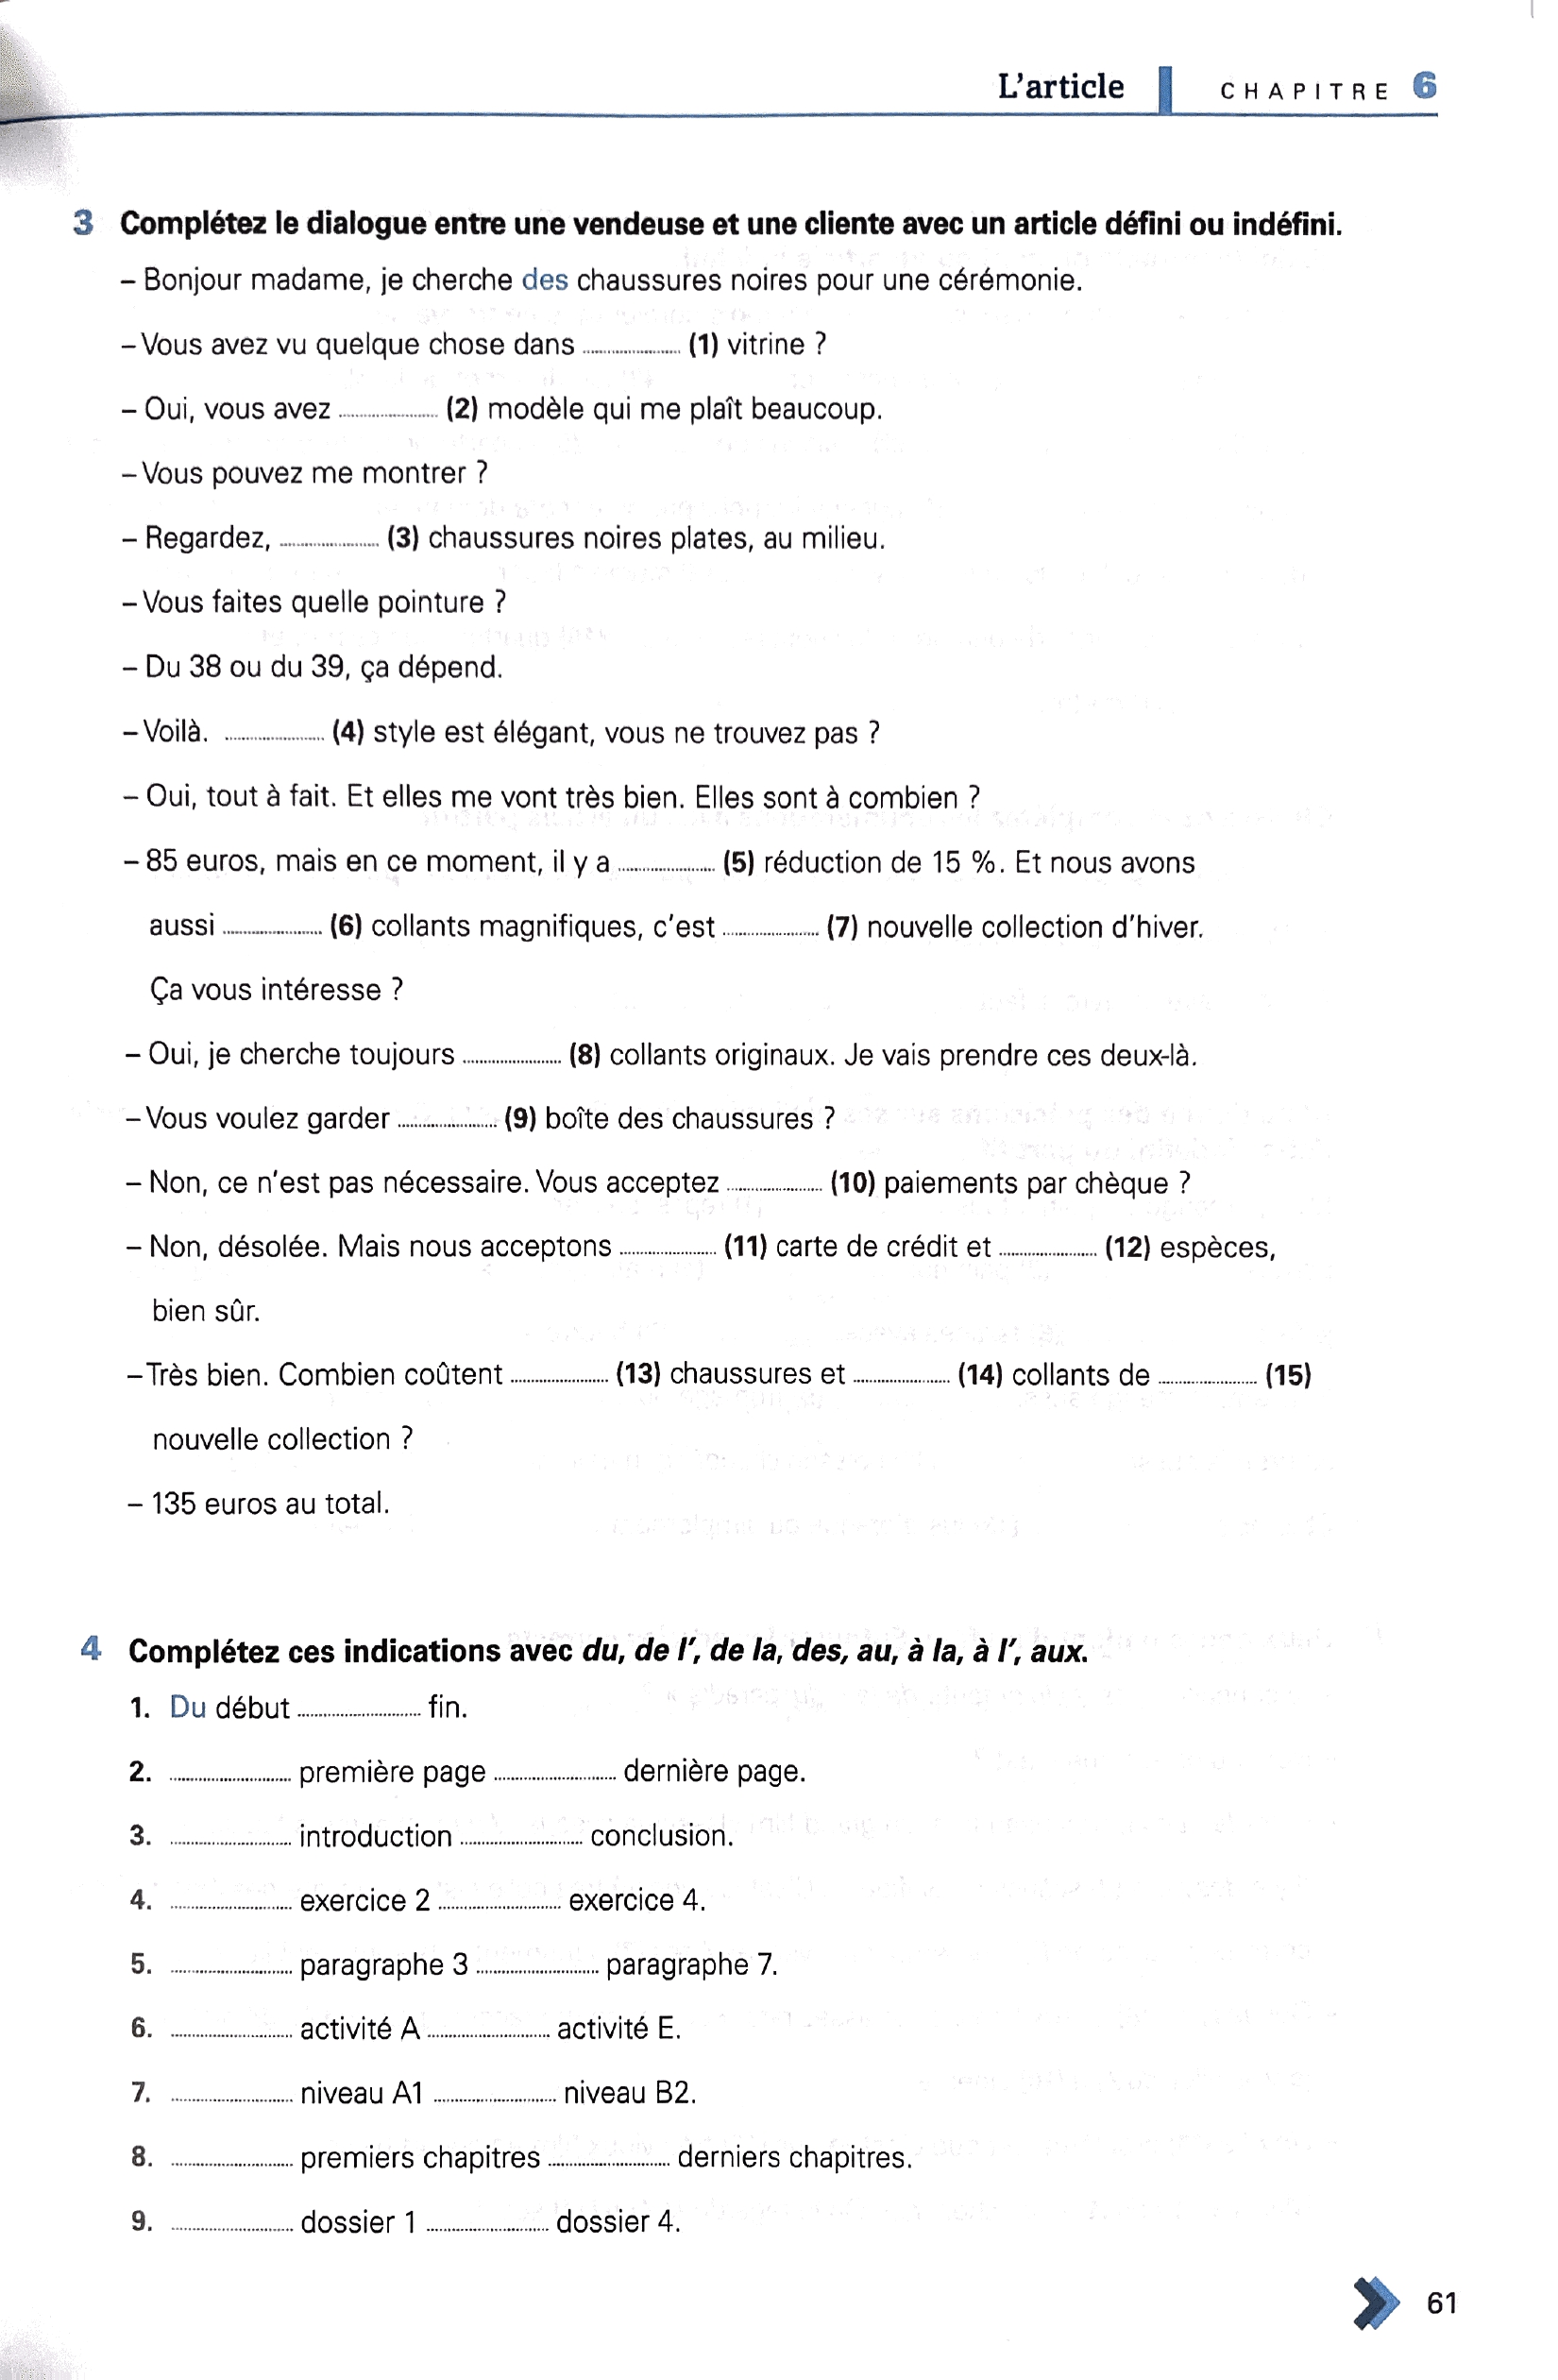 L'article CHAPITRE 6
3 Complétez le dialogue entre une vendeuse et une cliente avec un article défini ou indéfini.
– Bonjour madame, je cherche des chaussures noires pour une cérémonie.
– Vous avez vu quelque chose dans .................... (1) vitrine ?
– Oui, vous avez .................... (2) modèle qui me plaît beaucoup.
– Vous pouvez me montrer ?
– Regardez, .................... (3) chaussures noires plates, au milieu.
– Vous faites quelle pointure ?
– Du 38 ou du 39, ça dépend.
– Voilà. .................... (4) style est élégant, vous ne trouvez pas ?
– Oui, tout à fait. Et elles me vont très bien. Elles sont à combien ?
– 85 euros, mais en ce moment, il y a .................... (5) réduction de 15 %. Et nous avons
aussi .................... (6) collants magnifiques, c'est .................... (7) nouvelle collection d'hiver.
Ça vous intéresse ?
– Oui, je cherche toujours .................... (8) collants originaux. Je vais prendre ces deux-là.
– Vous voulez garder .................... (9) boîte des chaussures ?
– Non, ce n'est pas nécessaire. Vous acceptez .................... (10) paiements par chèque ?
– Non, désolée. Mais nous acceptons .................... (11) carte de crédit et .................... (12) espèces,
bien sûr.
– Très bien. Combien coûtent .................... (13) chaussures et .................... (14) collants de .................... (15)
nouvelle collection ?
– 135 euros au total.
4 Complétez ces indications avec du, de l', de la, des, au, à la, à l', aux.
1. Du début ......................... fin.
2. ......................... première page ......................... dernière page.
3. ......................... introduction ......................... conclusion.
4. ......................... exercice 2 ......................... exercice 4.
5. ......................... paragraphe 3 ......................... paragraphe 7.
6. ......................... activité A ......................... activité E.
7. ......................... niveau A1 ......................... niveau B2.
8. ......................... premiers chapitres ......................... derniers chapitres.
9. ......................... dossier 1 ......................... dossier 4.
61